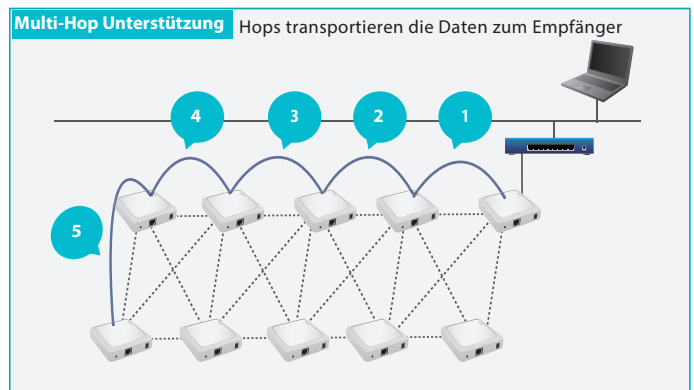 Multi-Hop Unterstützung Hops transportieren die Daten zum Empfänger
4 3 2 1
5